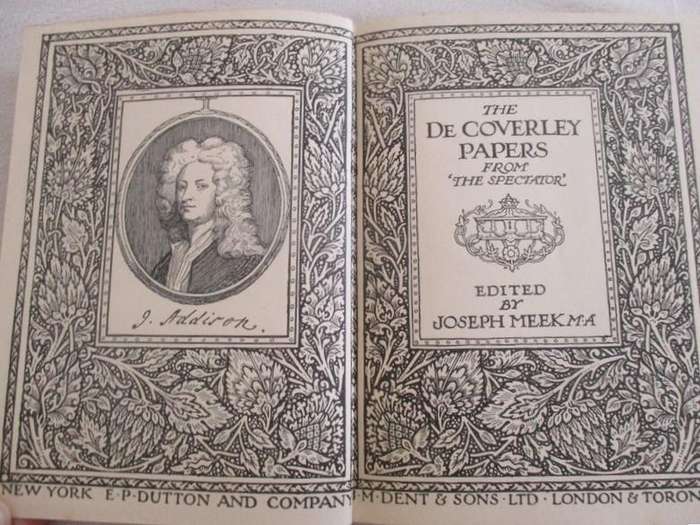 J. Addison.
NEW YORK E·P·DUTTON AND COMPANY
THE
DE COVERLEY
PAPERS
FROM
'THE SPECTATOR'
EDITED
BY
JOSEPH MEEK M·A
J·M·DENT & SONS·LTD·LONDON & TORON